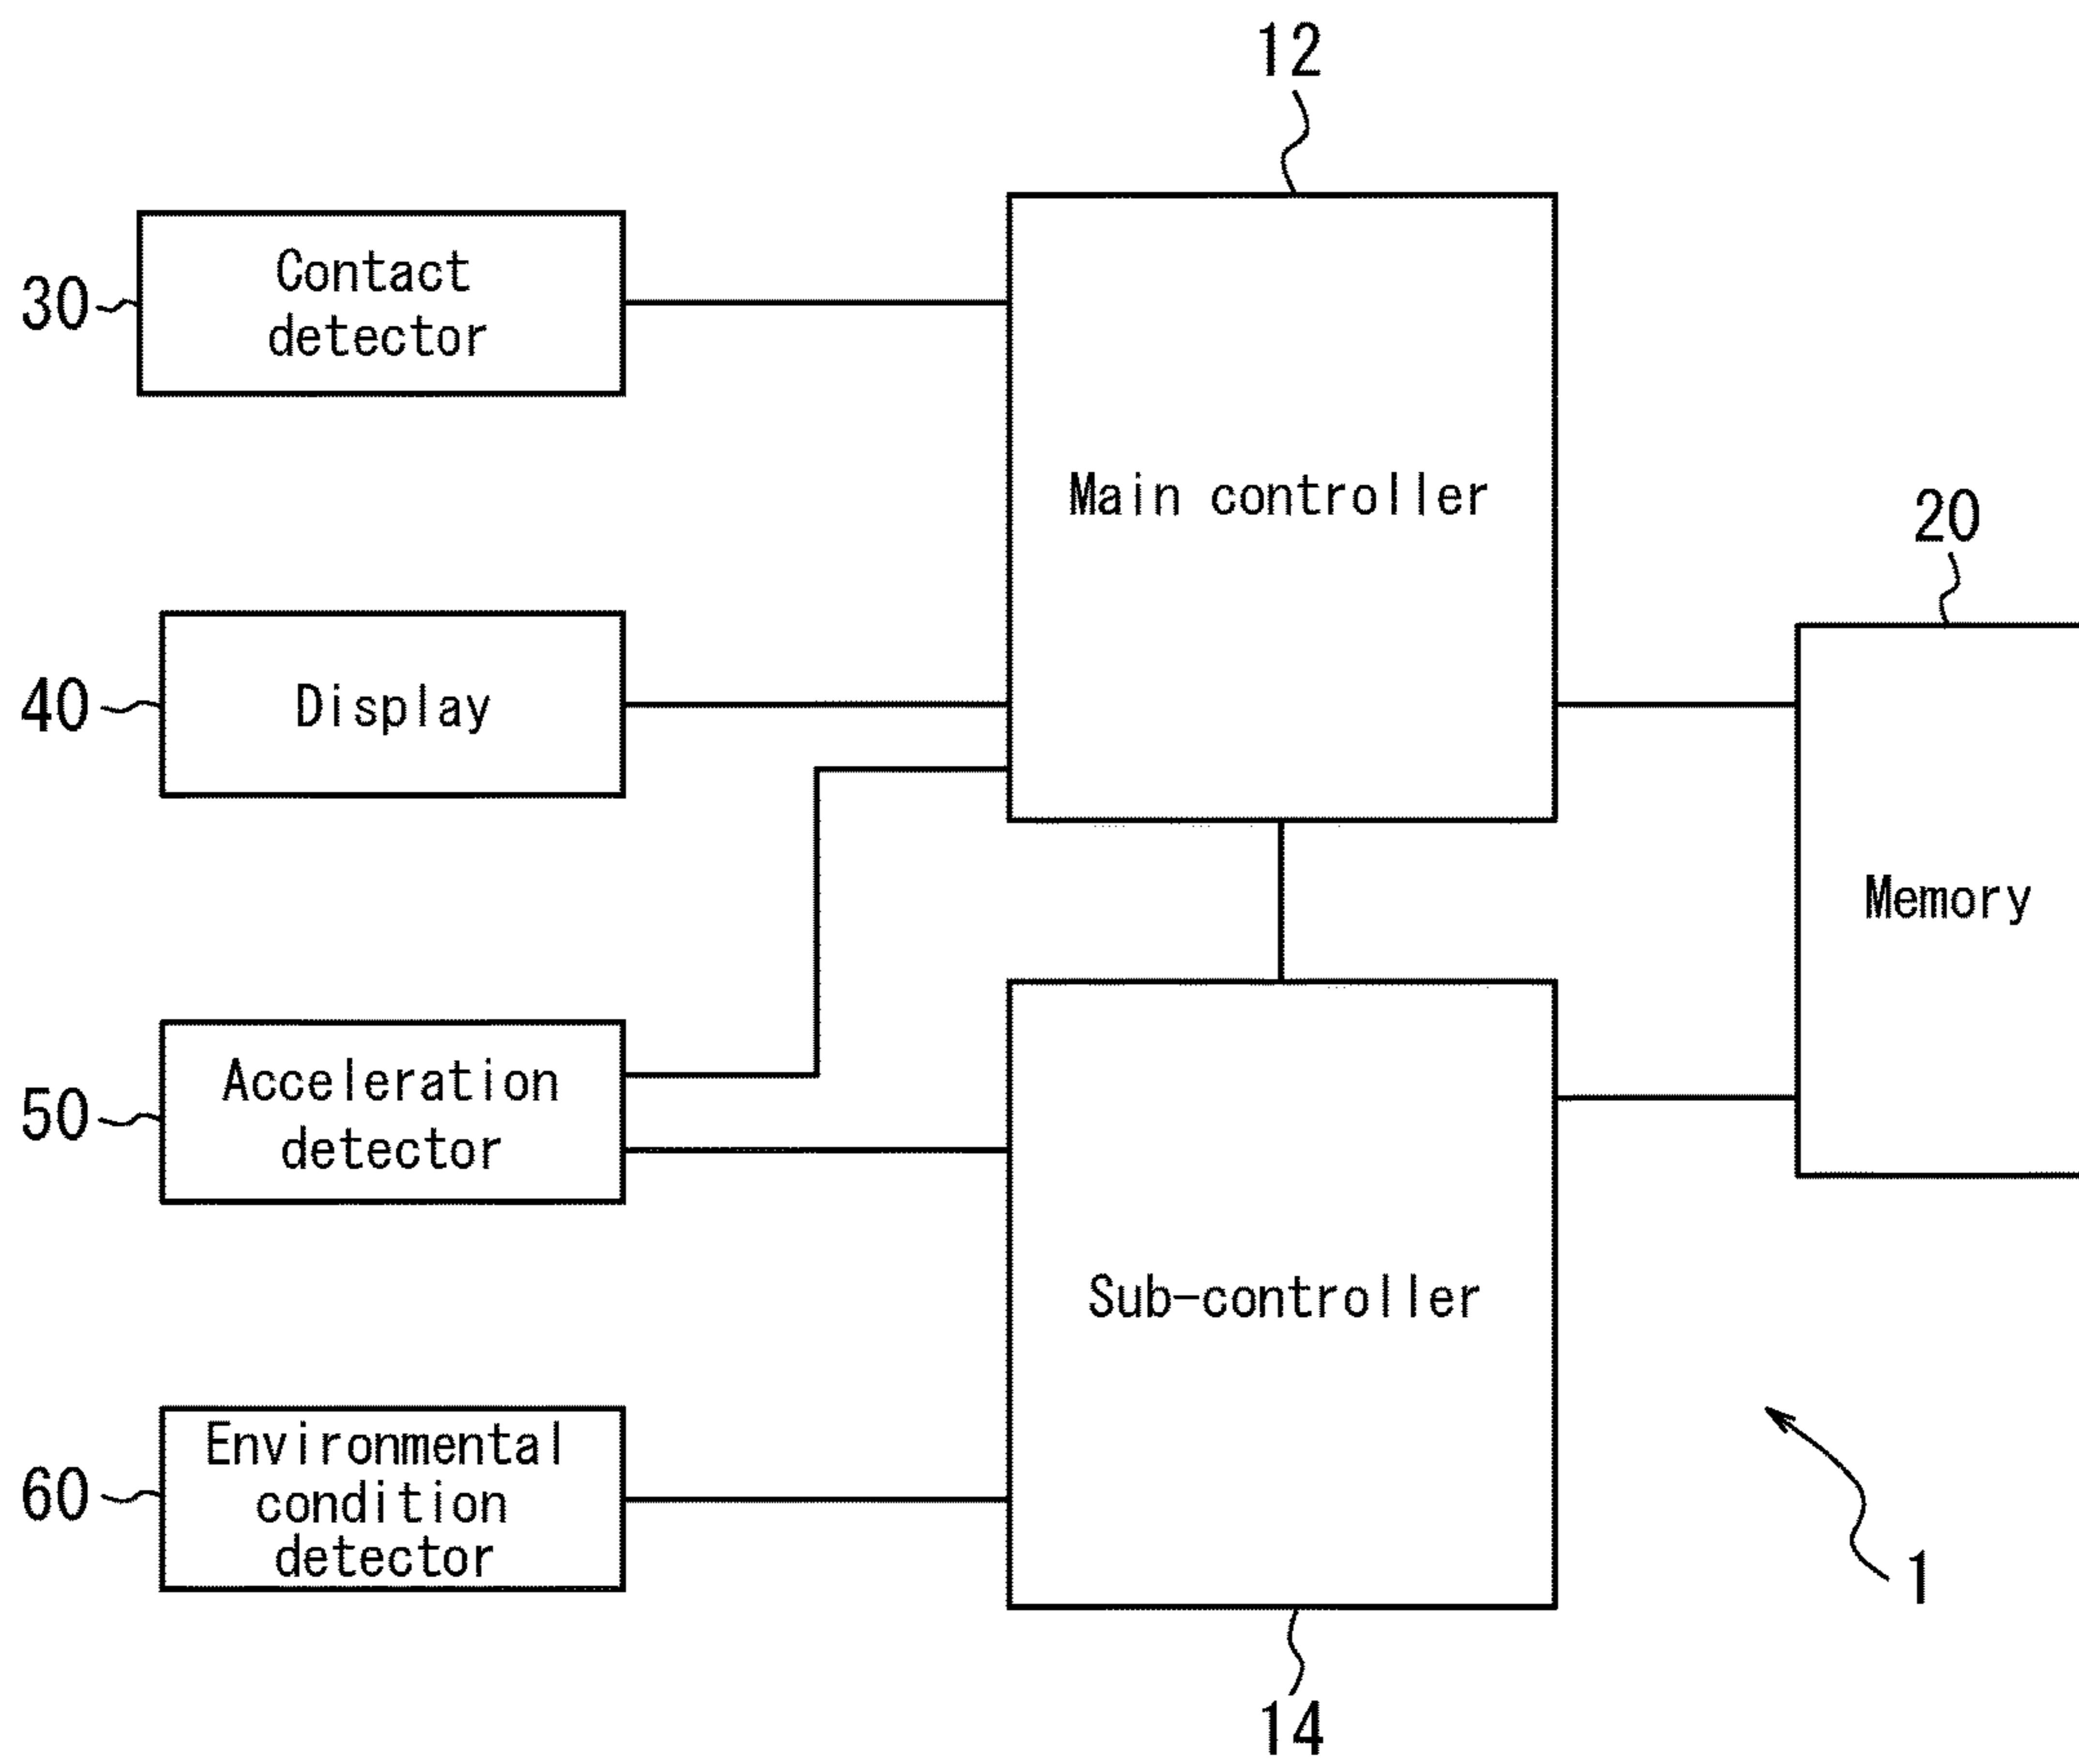 12
30
Contact
detector
Main controller
20
40
Display
Memory
50
Acceleration
detector
Sub-controller
60
Environmental
condition
detector
1
14